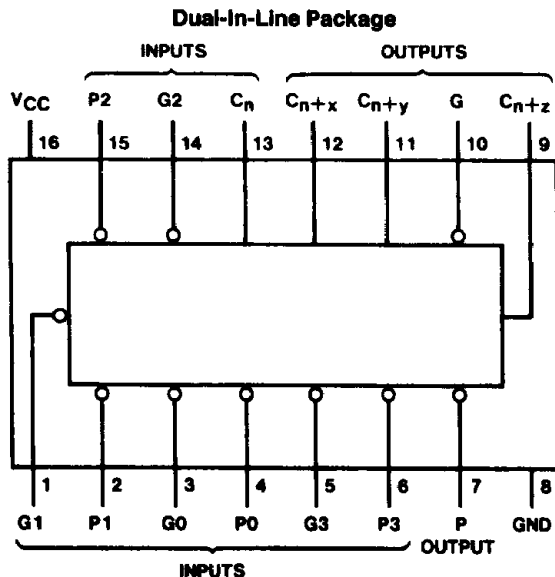 Dual-In-Line Package
INPUTS OUTPUTS
VCC P2 G2 Cn Cn+x Cn+y G Cn+z
16 15 14 13 12 11 10 9
1 2 3 4 5 6 7 8
G1 P1 G0 P0 G3 P3 P GND
INPUTS OUTPUT